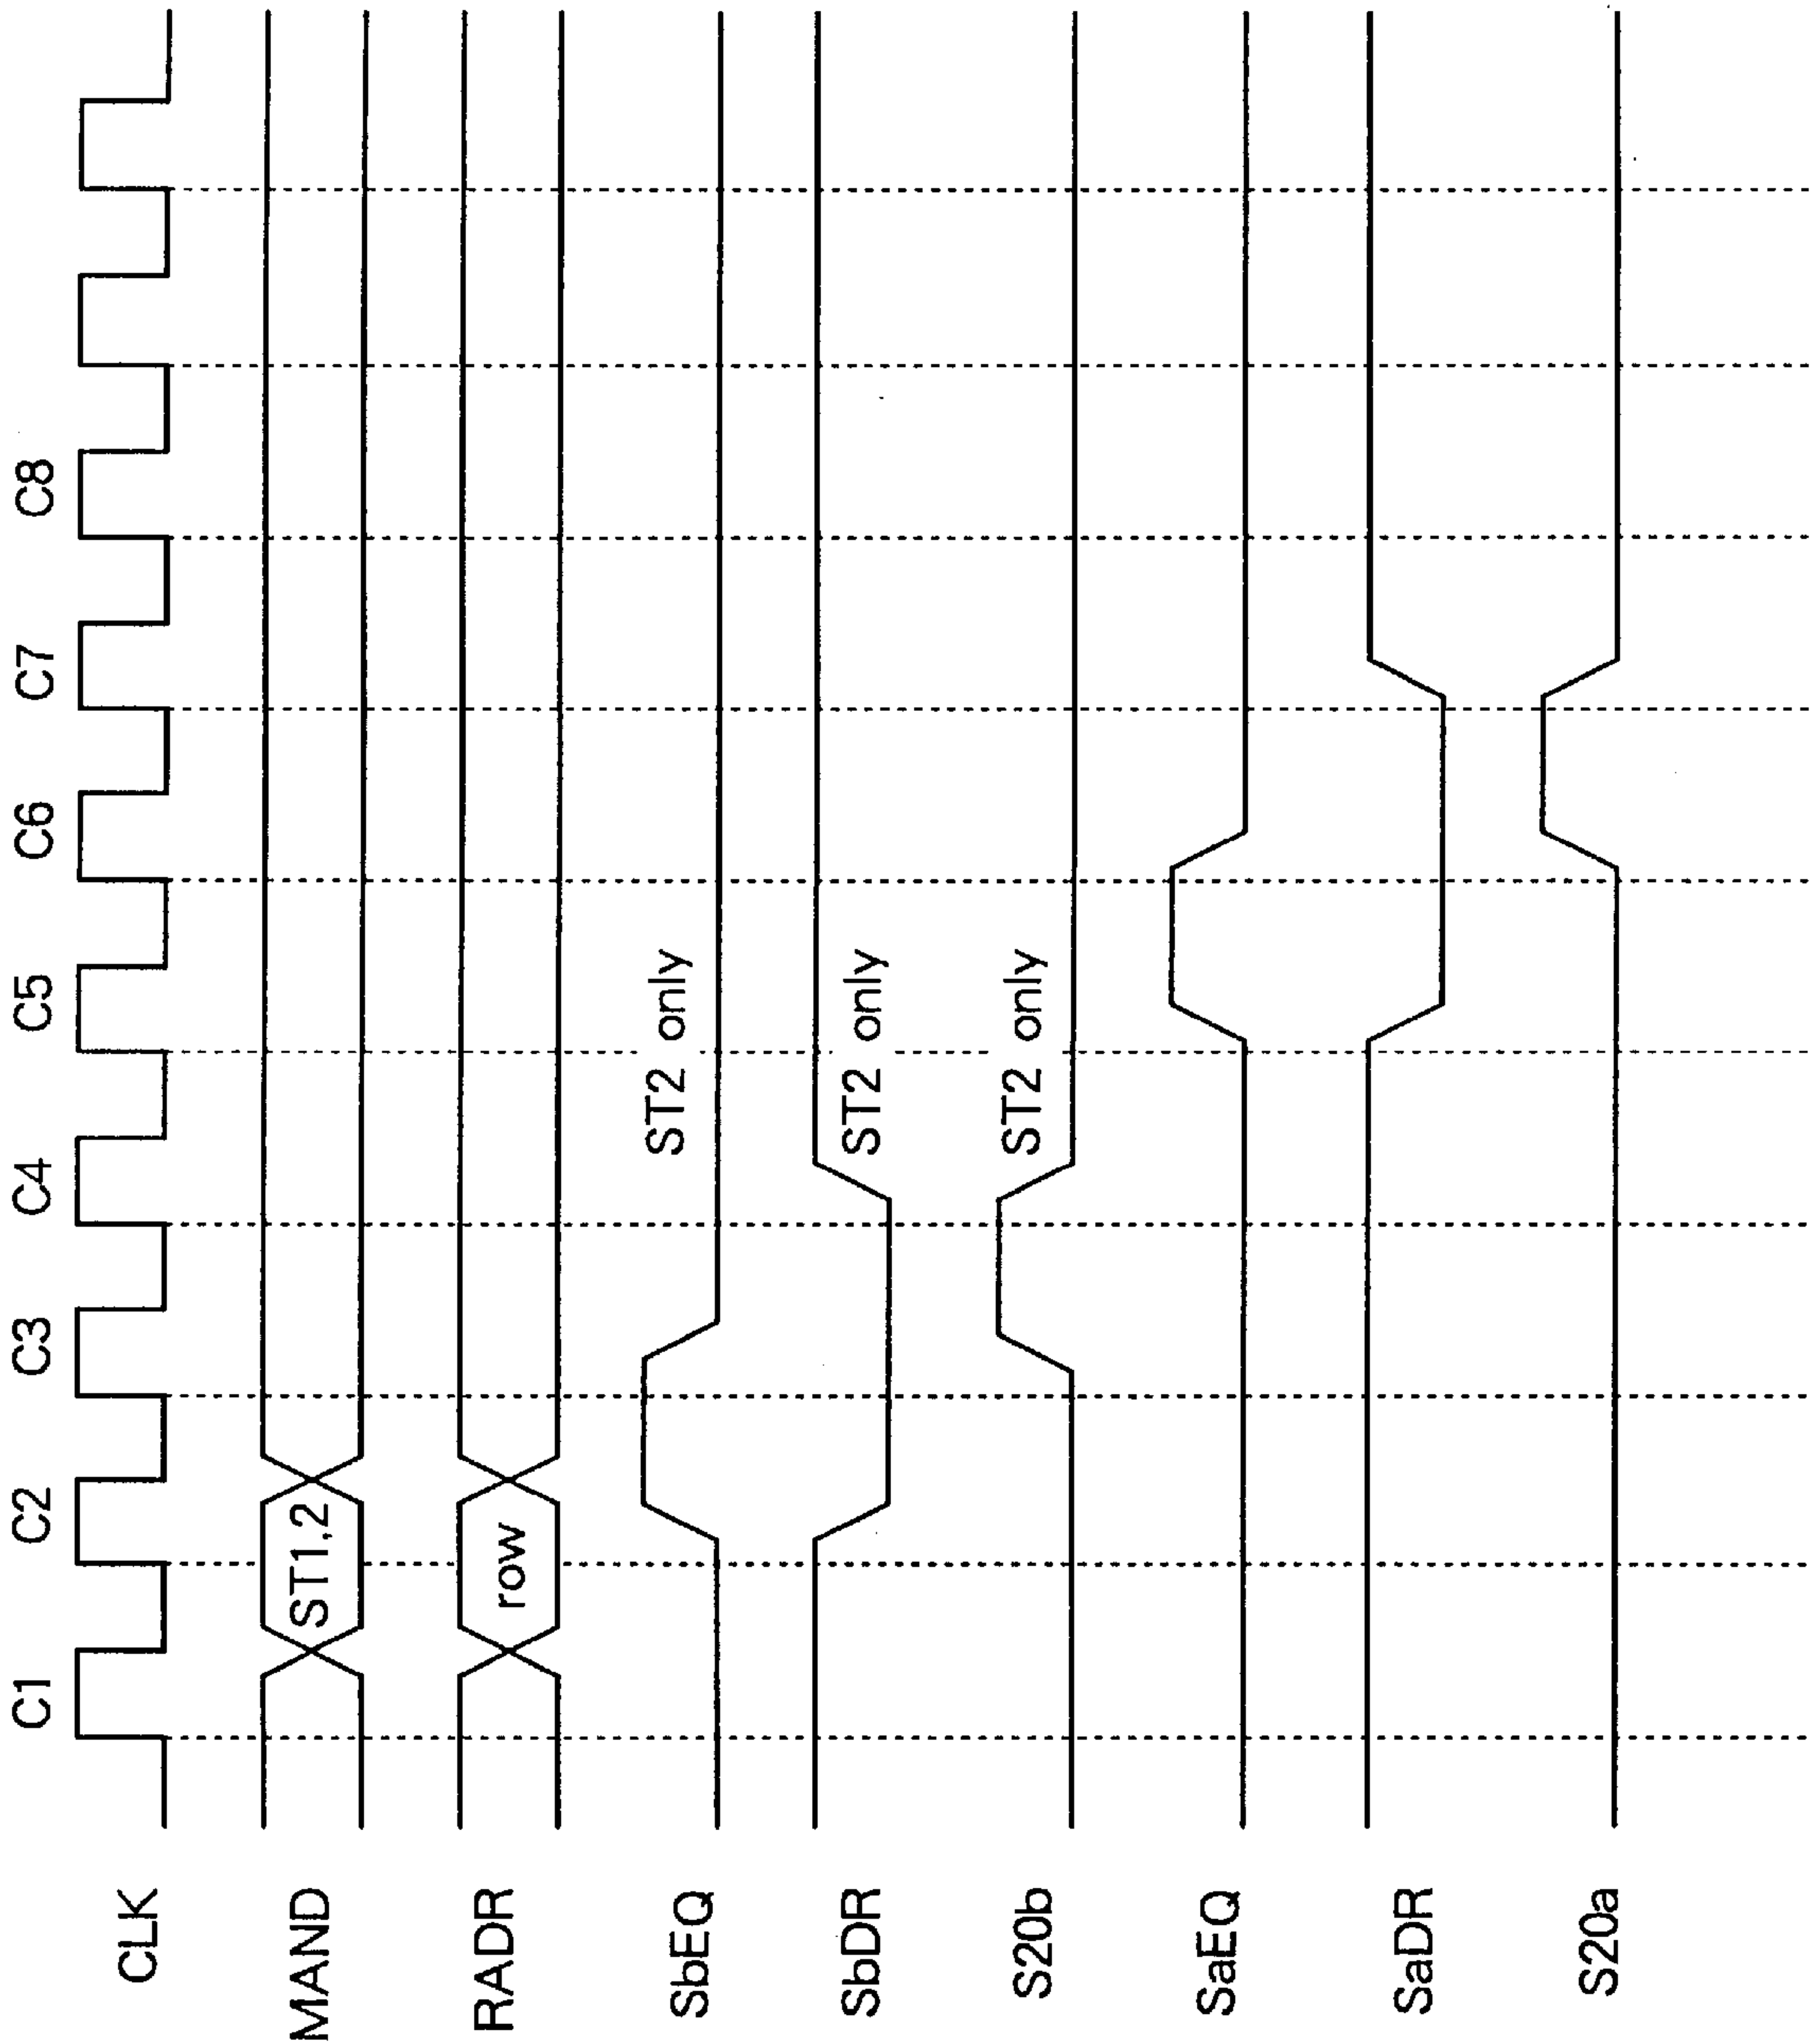 C1 C2 C3 C4 C5 C6 C7 C8
CLK
MAND ST1,2
RADR row
SbEQ ST2 only
SbDR ST2 only
S20b ST2 only
SaEQ
SaDR
S20a